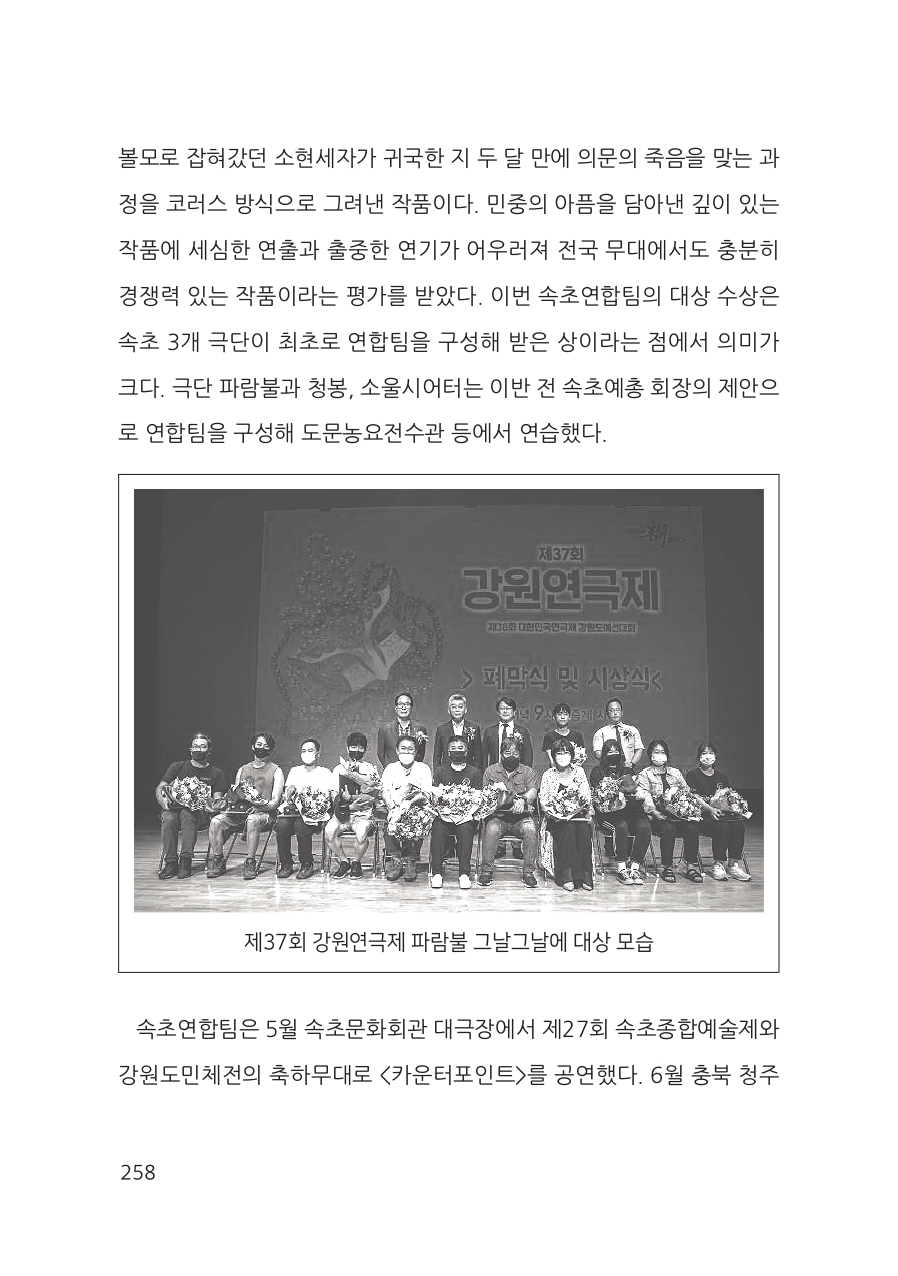 볼모로 잡혀갔던 소현세자가 귀국한 지 두 달 만에 의문의 죽음을 맞는 과
정을 코러스 방식으로 그려낸 작품이다. 민중의 아픔을 담아낸 깊이 있는
작품에 세심한 연출과 출중한 연기가 어우러져 전국 무대에서도 충분히
경쟁력 있는 작품이라는 평가를 받았다. 이번 속초연합팀의 대상 수상은
속초 3개 극단이 최초로 연합팀을 구성해 받은 상이라는 점에서 의미가
크다. 극단 파람불과 청봉, 소울시어터는 이반 전 속초예총 회장의 제안으
로 연합팀을 구성해 도문농요전수관 등에서 연습했다.
제37회
강원연극제
제38회 대한민국연극제 강원도예선대회
> 폐막식 및 시상식<
제37회 강원연극제 파람불 그날그날에 대상 모습
속초연합팀은 5월 속초문화회관 대극장에서 제27회 속초종합예술제와
강원도민체전의 축하무대로 <카운터포인트>를 공연했다. 6월 충북 청주
258